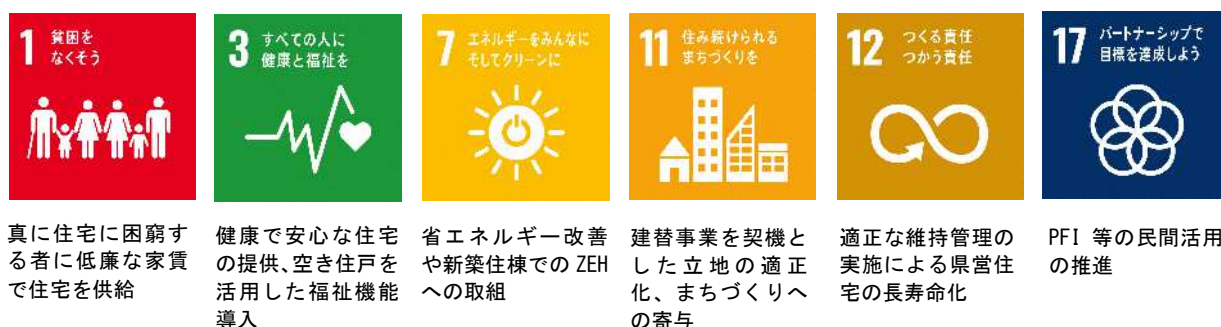 1 貧困を
なくそう
3 すべての人に
健康と福祉を
7 エネルギーをみんなに
そしてクリーンに
11 住み続けられる
まちづくりを
12 つくる責任
つかう責任
17 パートナーシップで
目標を達成しよう
真に住宅に困窮す
る者に低廉な家賃
で住宅を供給
健康で安心な住宅
の提供、空き住戸を
活用した福祉機能
導入
省エネルギー改善
や新築住棟での ZEH
への取組
建替事業を契機と
した立地の適正
化、まちづくりへ
の寄与
適正な維持管理の
実施による県営住
宅の長寿命化
PFI 等の民間活用
の推進